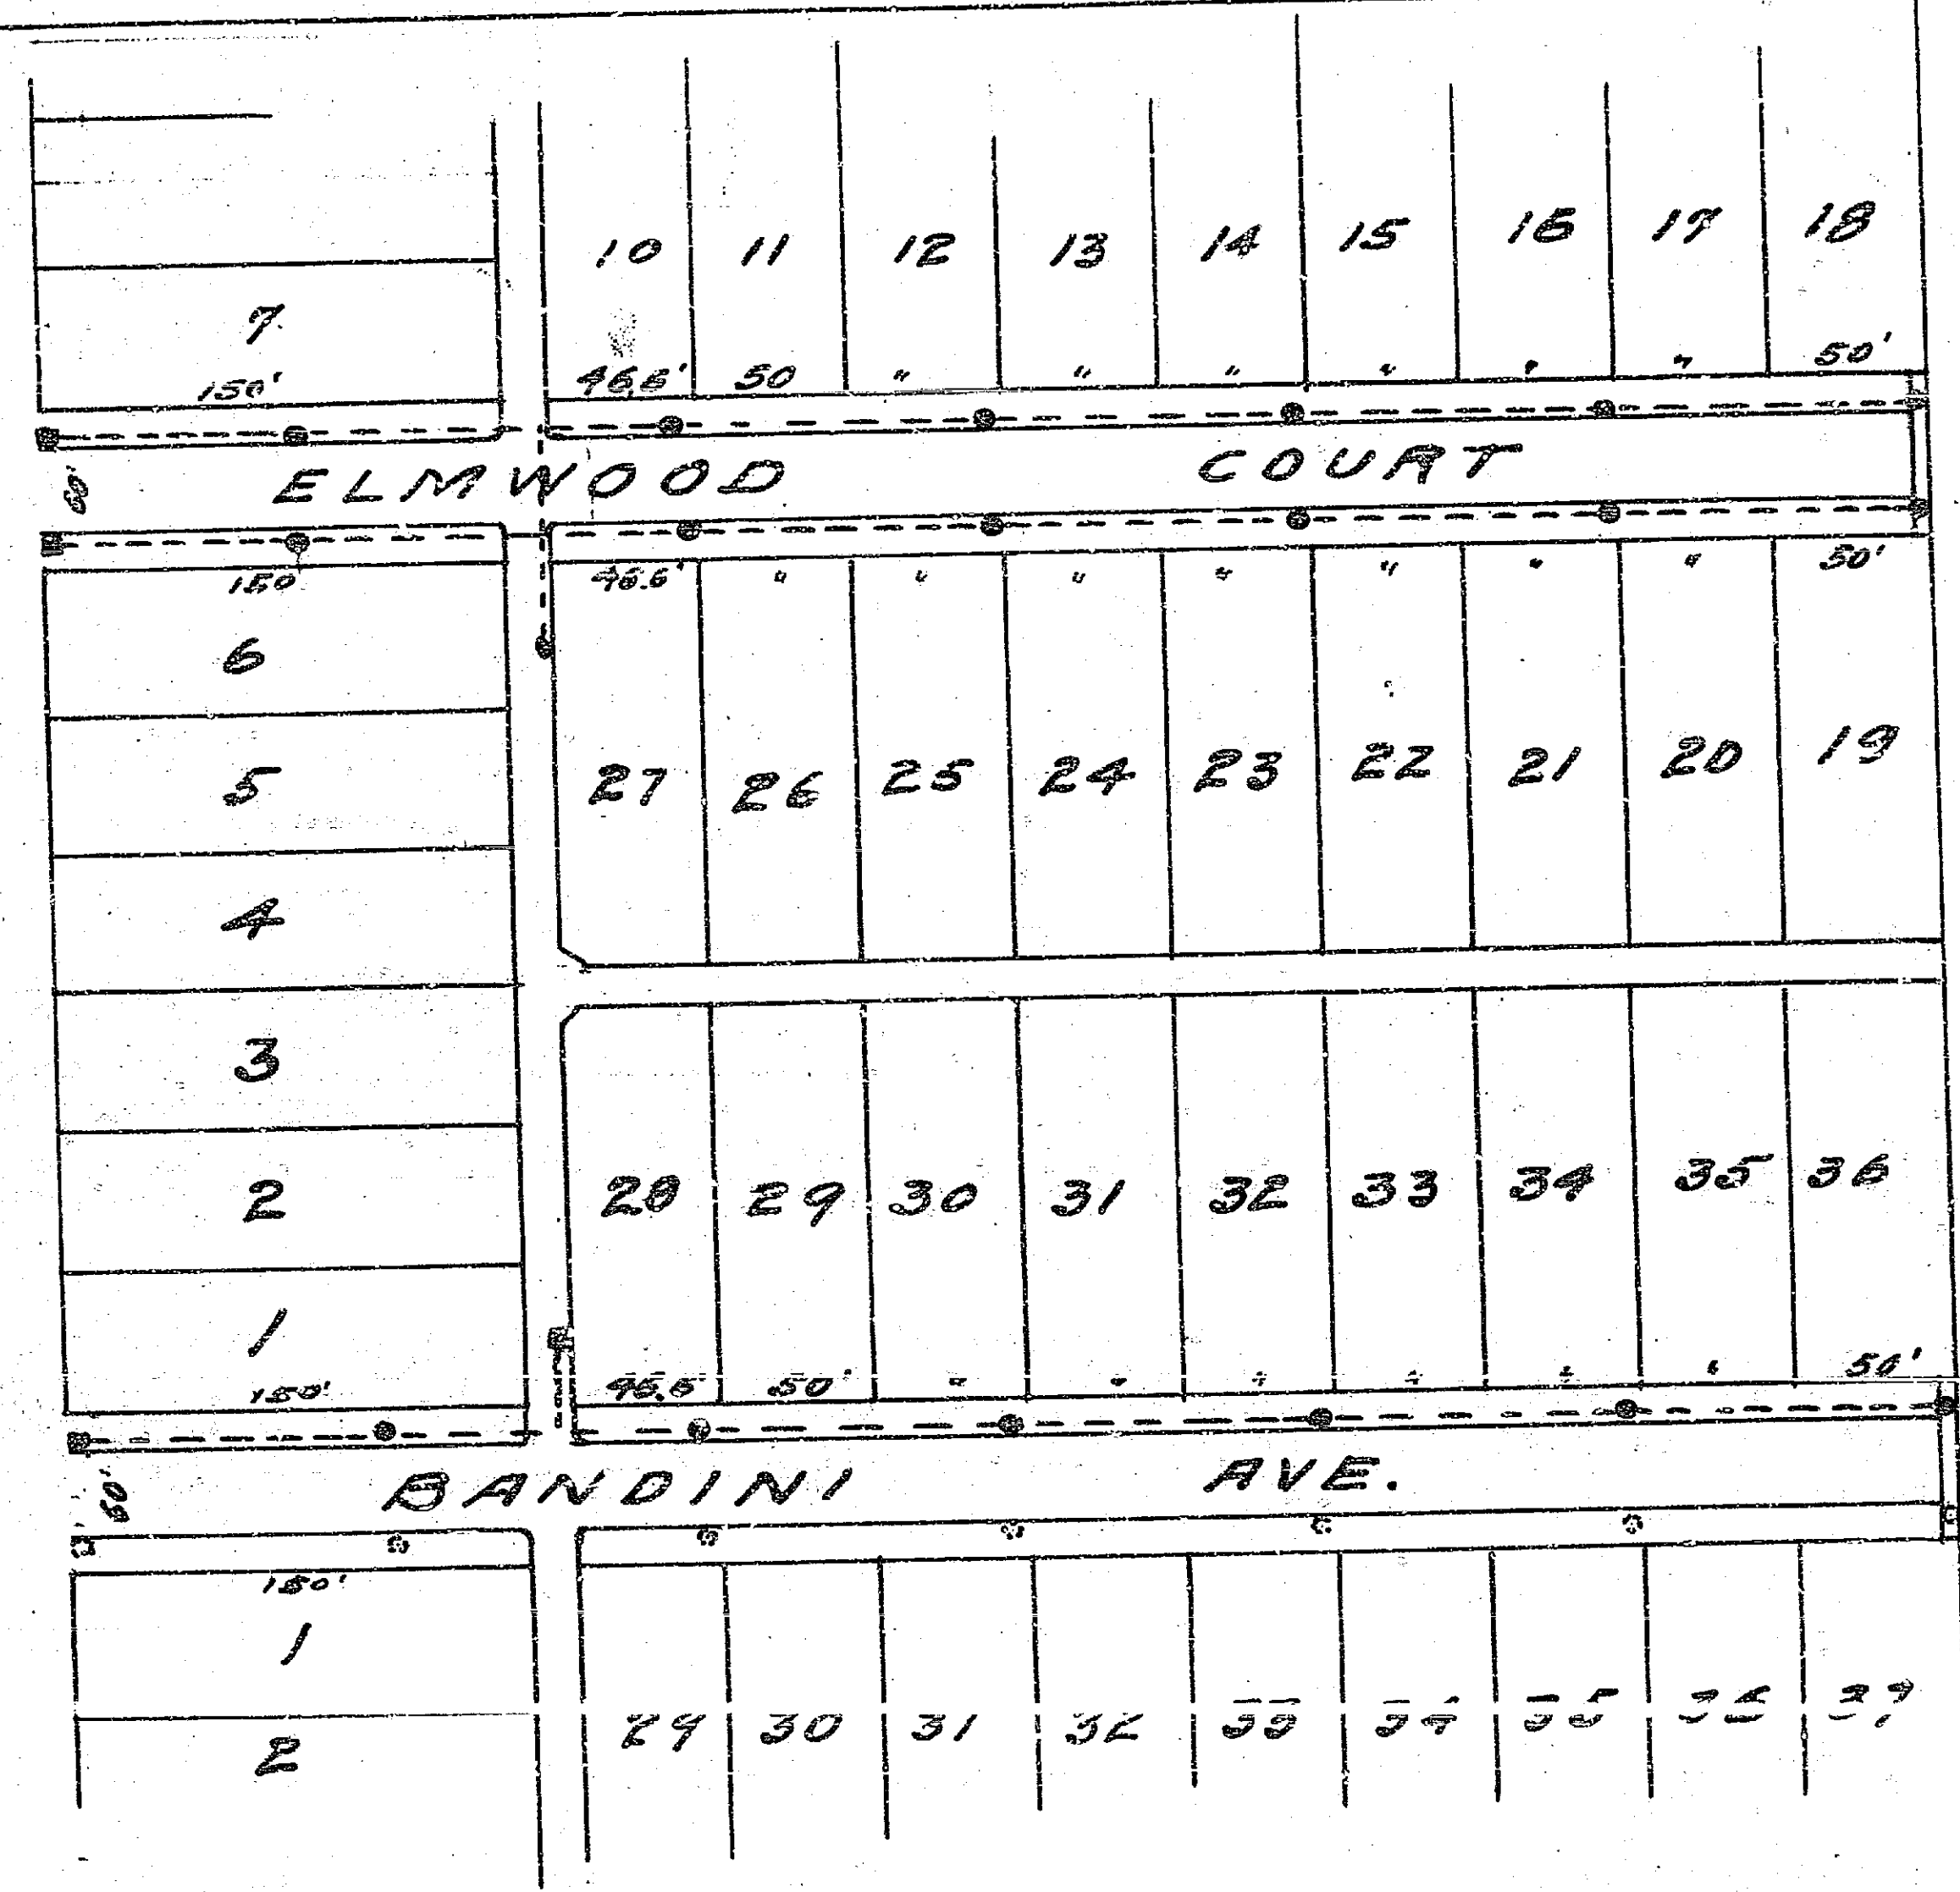 10 11 12 13 14 15 16 17 18
7
150' 46.6' 50 " " " " " " 50'
60' ELMWOOD COURT
150' 46.6' " " " " " " " 50'
6
5 27 26 25 24 23 22 21 20 19
4
3
2 28 29 30 31 32 33 34 35 36
1
150' 46.6 50' " " " " " " 50'
60' BANDINI AVE.
150'
1
29 30 31 32 33 34 35 36 37
2